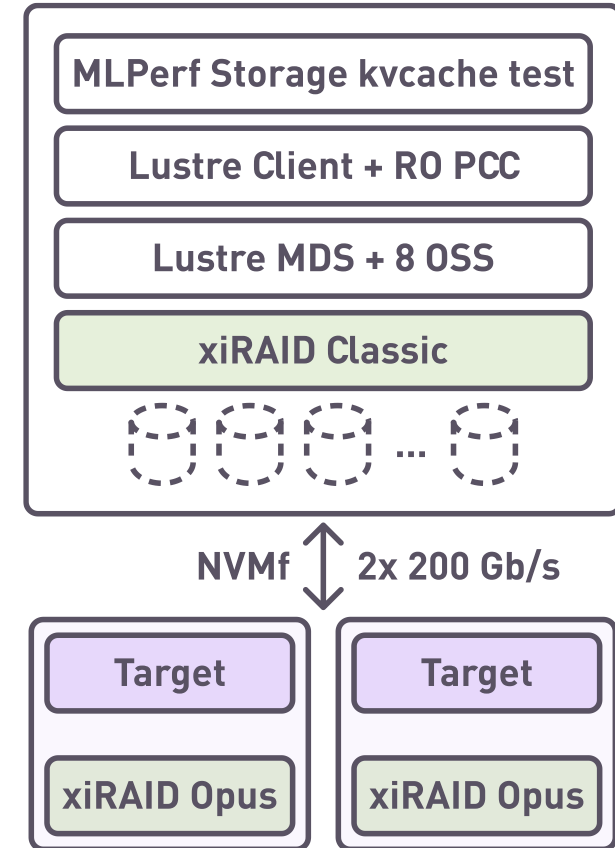 MLPerf Storage kvcache test
Lustre Client + RO PCC
Lustre MDS + 8 OSS
xiRAID Classic
...
NVMf 2x 200 Gb/s
Target Target
xiRAID Opus xiRAID Opus